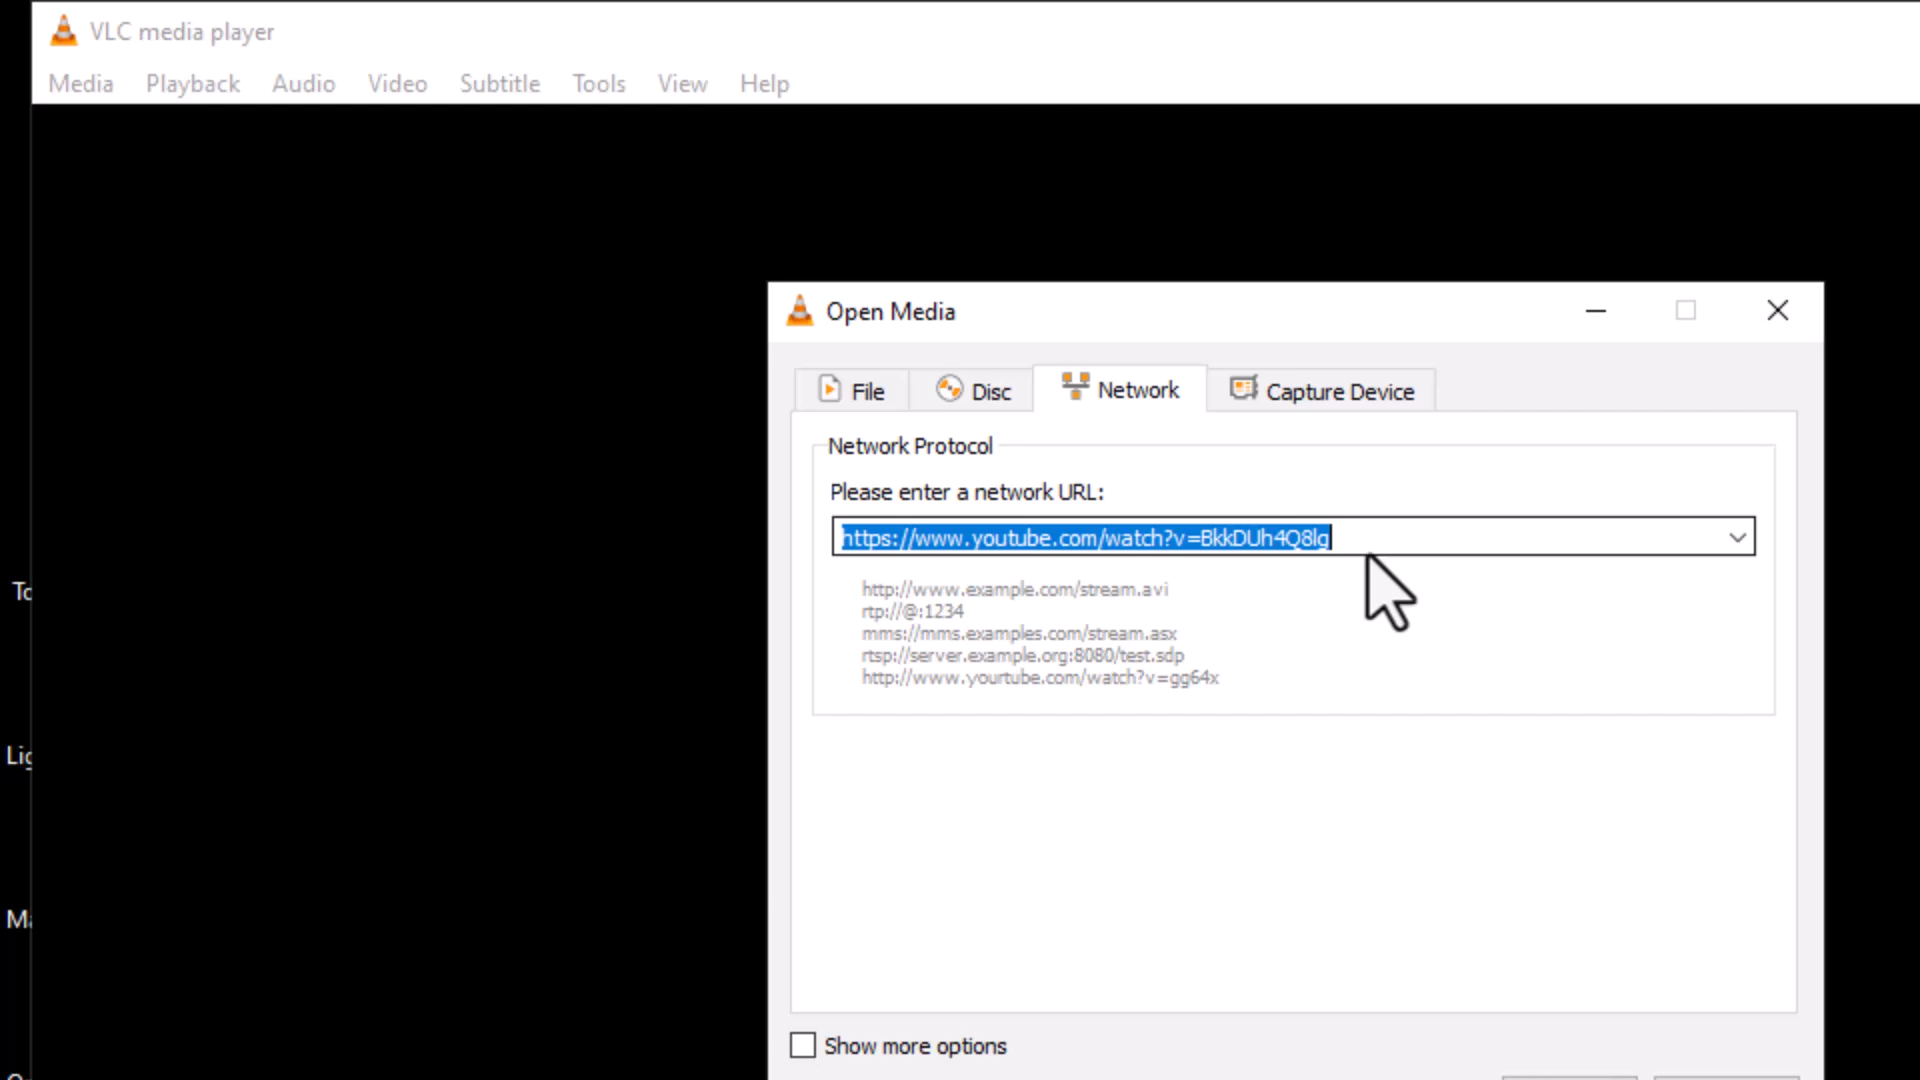 VLC media player
Media Playback Audio Video Subtitle Tools View Help
Open Media
File Disc Network Capture Device
Network Protocol
Please enter a network URL:
https://www.youtube.com/watch?v=BkkDUh4Q8lg
http://www.example.com/stream.avi
rtp://@:1234
mms://mms.examples.com/stream.asx
rtsp://server.example.org:8080/test.sdp
http://www.yourtube.com/watch?v=gg64x
To
Lig
Ma
Show more options